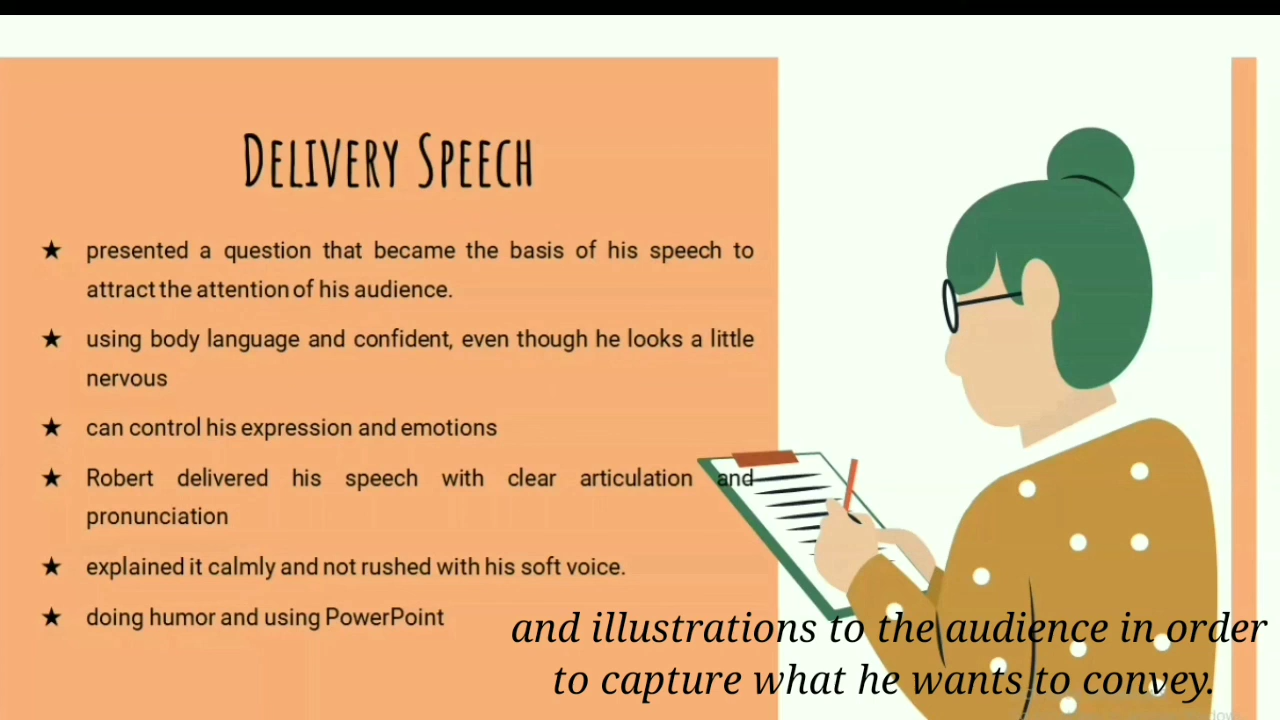 Delivery Speech
★ presented a question that became the basis of his speech to
attract the attention of his audience.
★ using body language and confident, even though he looks a little
nervous
★ can control his expression and emotions
★ Robert delivered his speech with clear articulation and
pronunciation
★ explained it calmly and not rushed with his soft voice.
★ doing humor and using PowerPoint
and illustrations to the audience in order
to capture what he wants to convey.